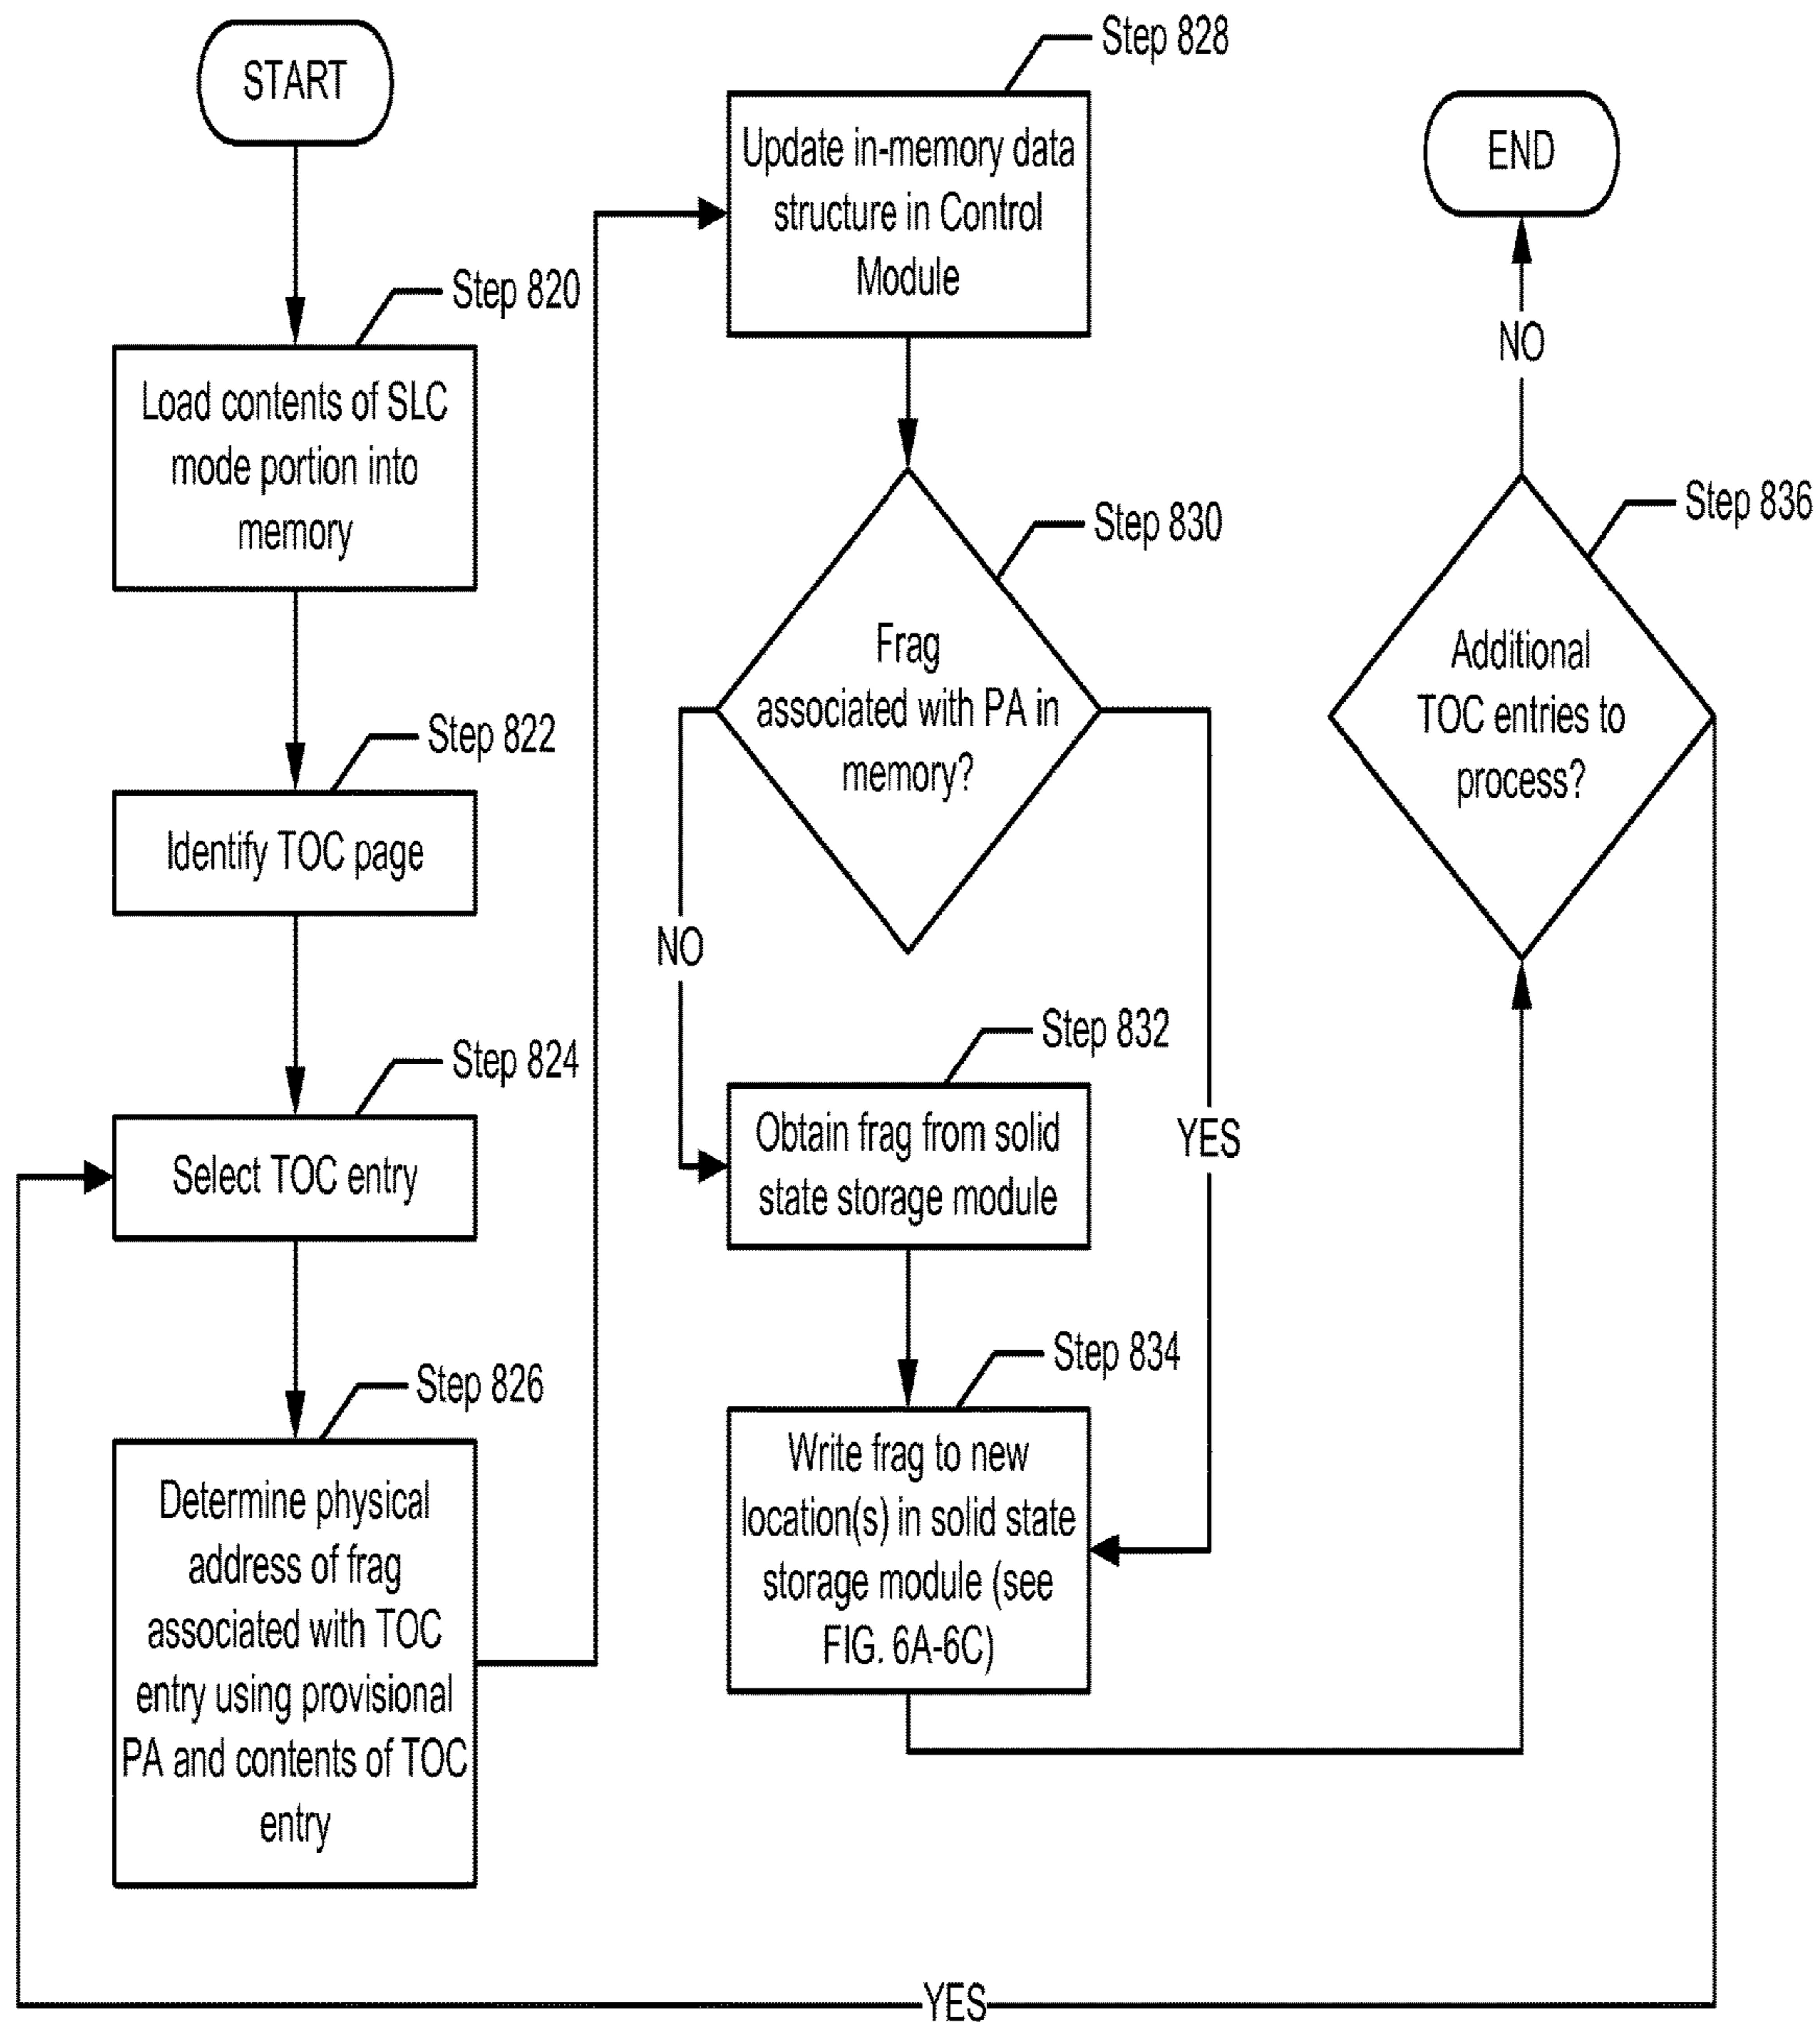 START
Step 820
Load contents of SLC
mode portion into
memory
Step 822
Identify TOC page
Step 824
Select TOC entry
Step 826
Determine physical
address of frag
associated with TOC
entry using provisional
PA and contents of TOC
entry
Step 828
Update in-memory data
structure in Control
Module
Step 830
Frag
associated with PA in
memory?
NO
YES
Step 832
Obtain frag from solid
state storage module
Step 834
Write frag to new
location(s) in solid state
storage module (see
FIG. 6A-6C)
END
NO
Step 836
Additional
TOC entries to
process?
YES